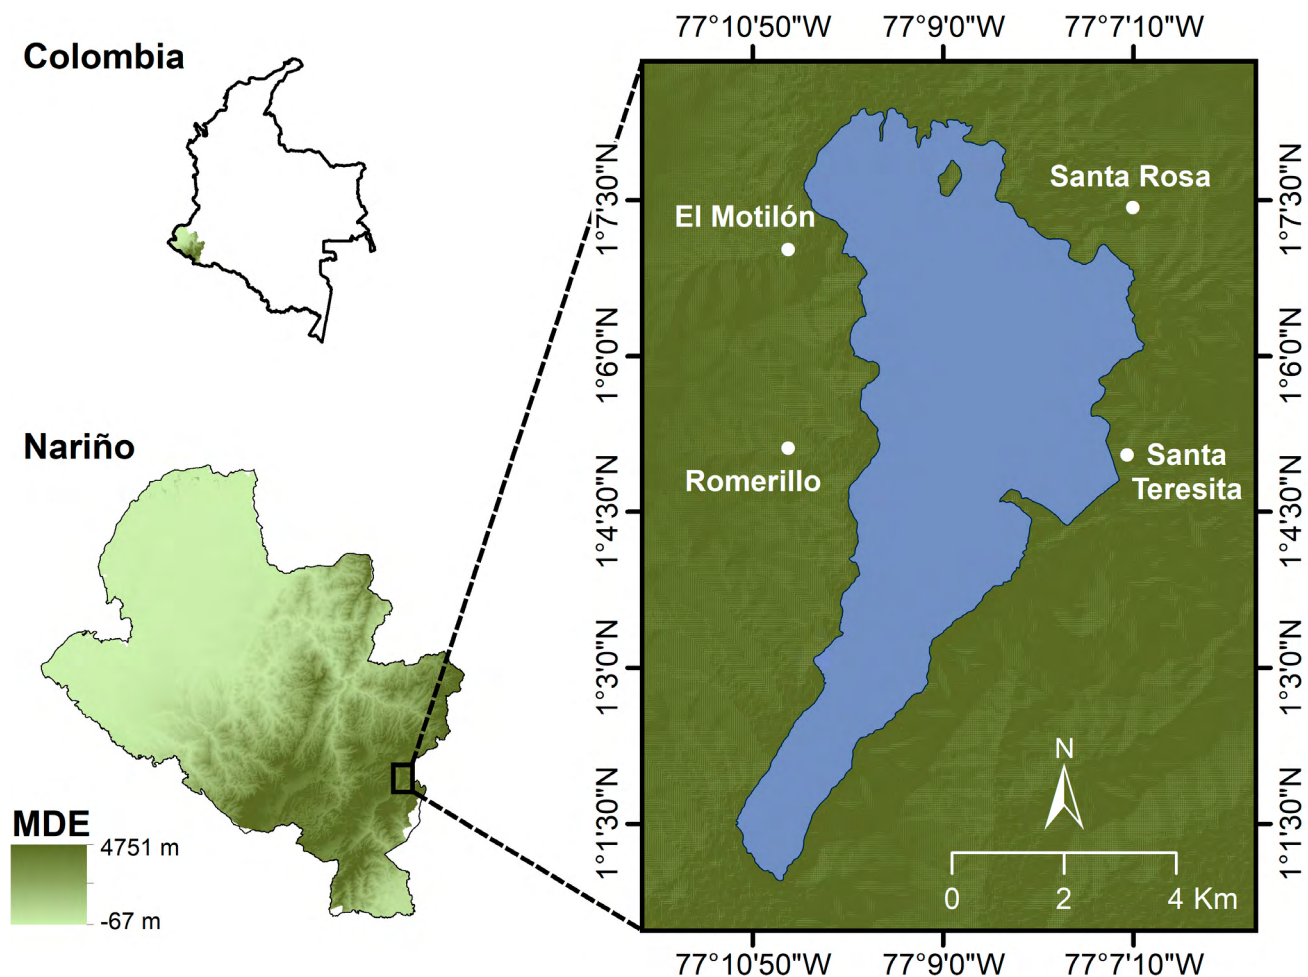 Colombia
Nariño
MDE
4751 m
-67 m
77°10'50"W 77°9'0"W 77°7'10"W
1°7'30"N
1°6'0"N
1°4'30"N
1°3'0"N
1°1'30"N
Santa Rosa
El Motilón
Santa
Teresita
Romerillo
N
0 2 4 Km
1°7'30"N
1°6'0"N
1°4'30"N
1°3'0"N
1°1'30"N
77°10'50"W 77°9'0"W 77°7'10"W